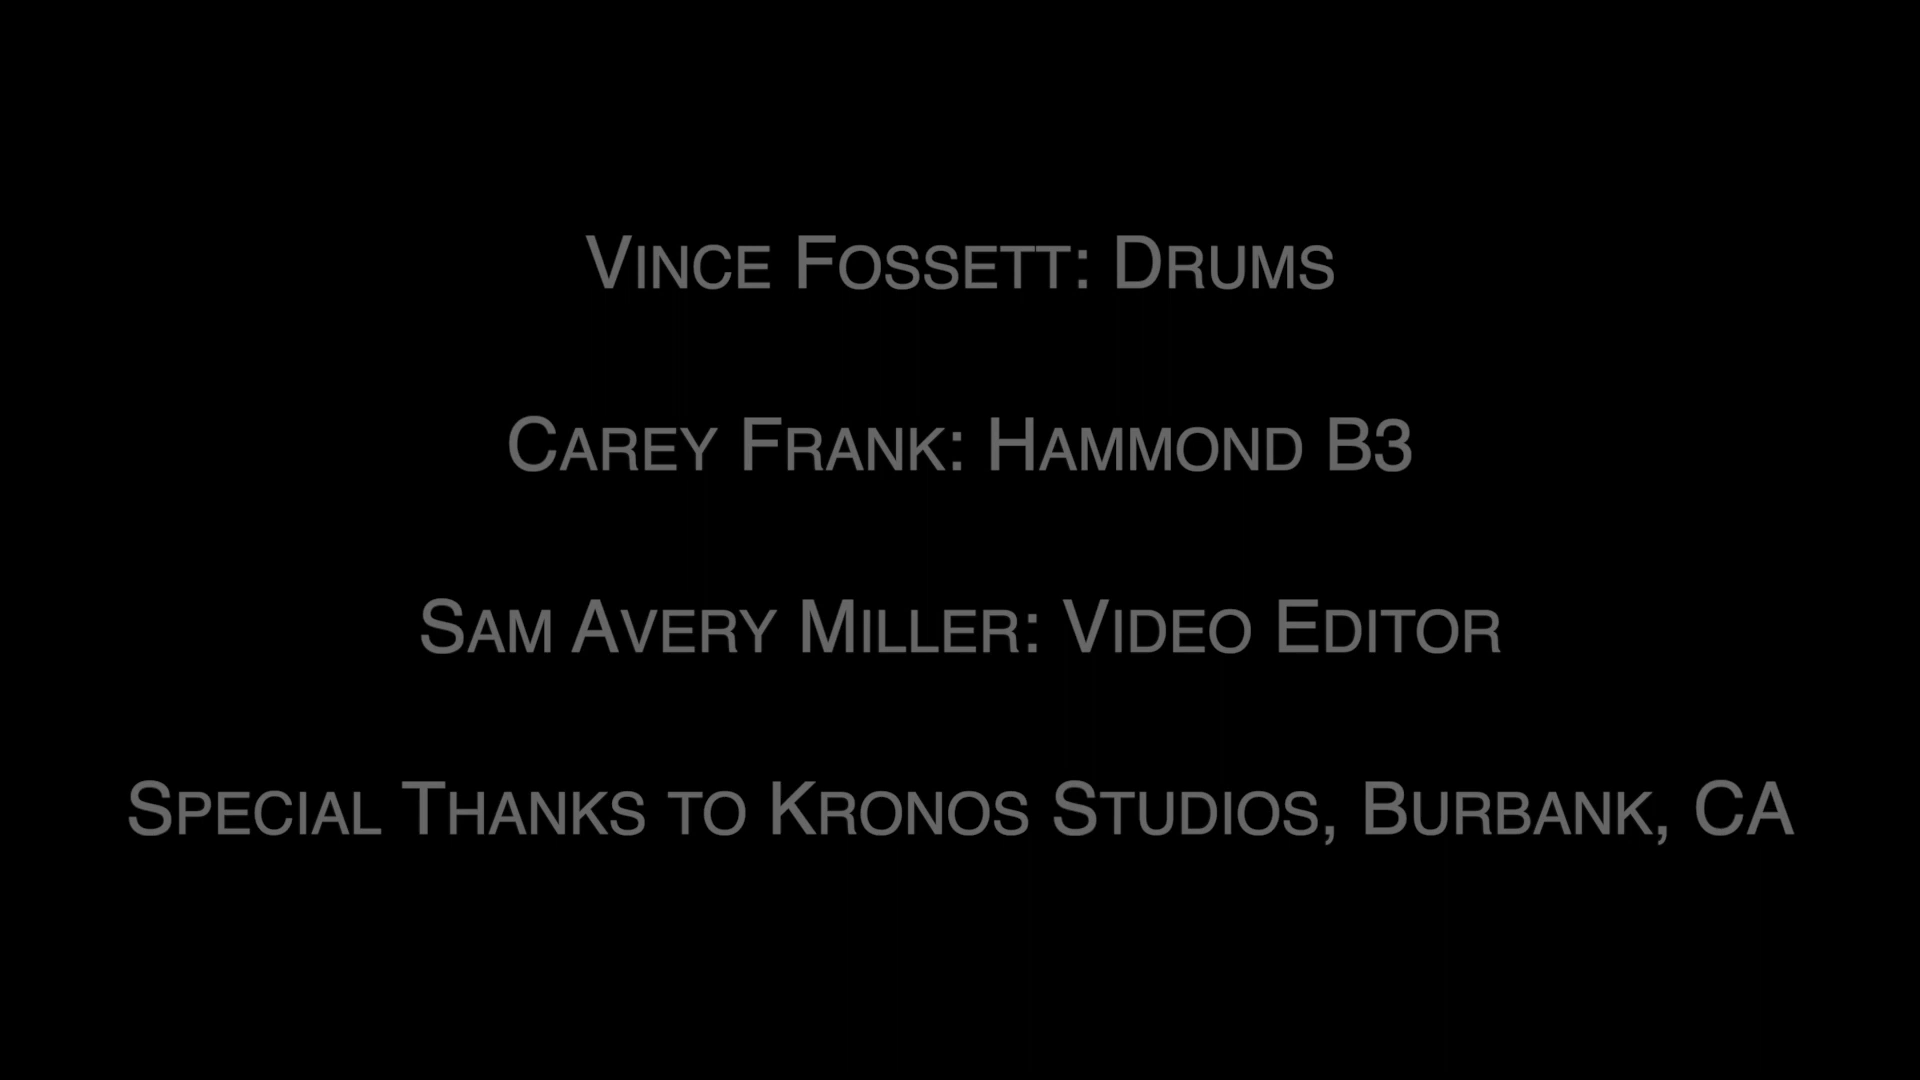 Vince Fossett: Drums
Carey Frank: Hammond B3
Sam Avery Miller: Video Editor
Special Thanks to Kronos Studios, Burbank, CA